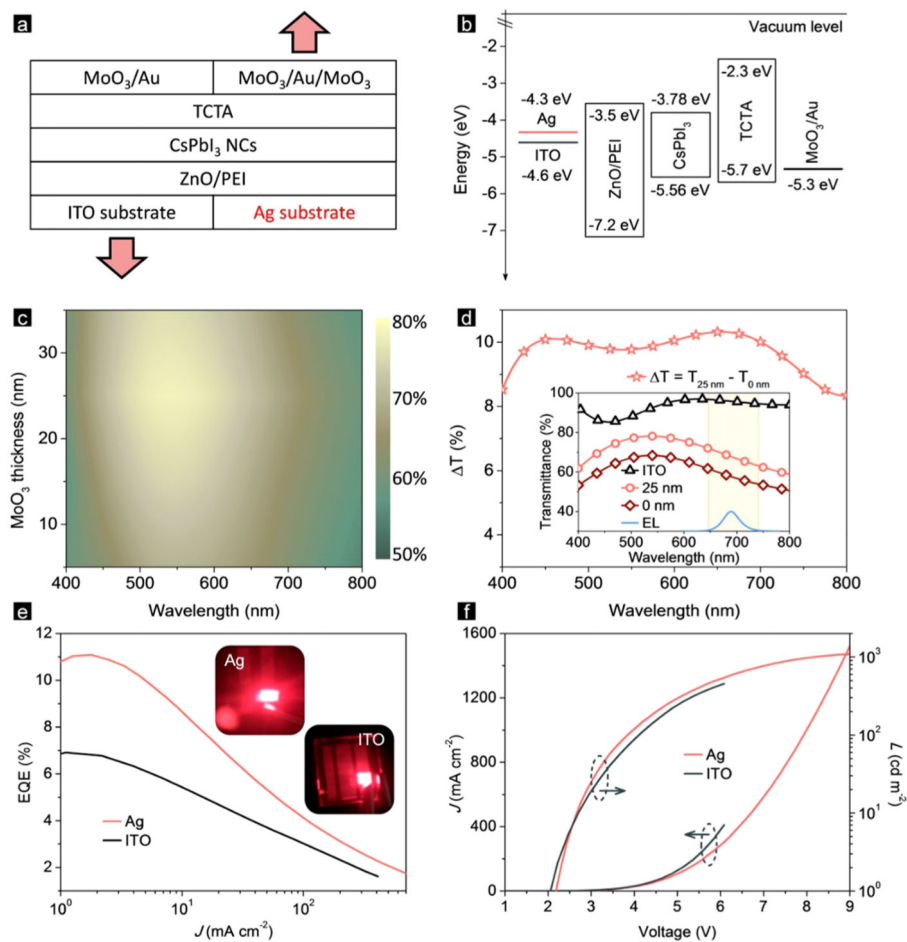 a
MoO3/Au MoO3/Au/MoO3
TCTA
CsPbI3 NCs
ZnO/PEI
ITO substrate Ag substrate
b
Vacuum level
Energy (eV)
-2
-3
-4
-5
-6
-7
-4.3 eV
Ag
ITO
-4.6 eV
-3.5 eV
ZnO/PEI
-7.2 eV
-3.78 eV
CsPbI3
-5.56 eV
-2.3 eV
TCTA
-5.7 eV
MoO3/Au
-5.3 eV
c
MoO3 thickness (nm)
30
20
10
400 500 600 700 800
Wavelength (nm)
80%
70%
60%
50%
d
ΔT (%)
10
8
6
4
ΔT = T25 nm - T0 nm
Transmittance (%)
100
80
60
40
ITO
25 nm
0 nm
EL
400 500 600 700 800
Wavelength (nm)
400 500 600 700 800
Wavelength (nm)
e
EQE (%)
12
10
8
6
4
2
Ag
ITO
Ag
ITO
10^0 10^1 10^2
J (mA cm-2)
f
J (mA cm-2)
1600
1200
800
400
0
Ag
ITO
10^3
10^2
10^1
10^0
L (cd m-2)
1 2 3 4 5 6 7 8 9
Voltage (V)